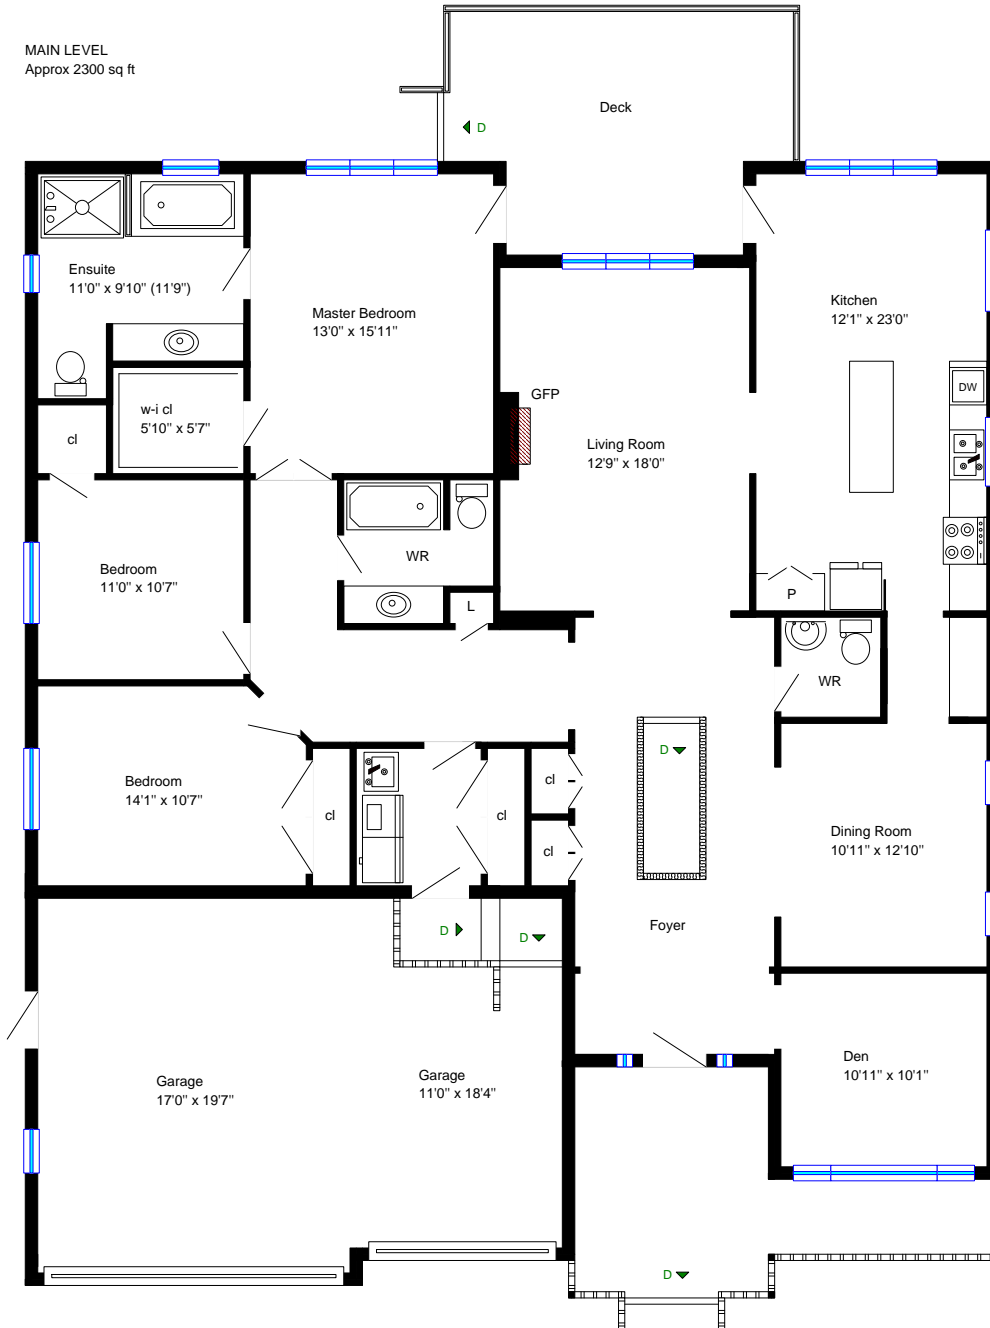 MAIN LEVEL
Approx 2300 sq ft
Deck
D
Ensuite
11'0" x 9'10" (11'9")
Master Bedroom
13'0" x 15'11"
Kitchen
12'1" x 23'0"
DW
GFP
w-i cl
5'10" x 5'7"
cl
Living Room
12'9" x 18'0"
Bedroom
11'0" x 10'7"
WR
P
L
WR
D
Bedroom
14'1" x 10'7"
cl
cl
cl
cl
Dining Room
10'11" x 12'10"
Foyer
D
D
Garage
17'0" x 19'7"
Garage
11'0" x 18'4"
Den
10'11" x 10'1"
D